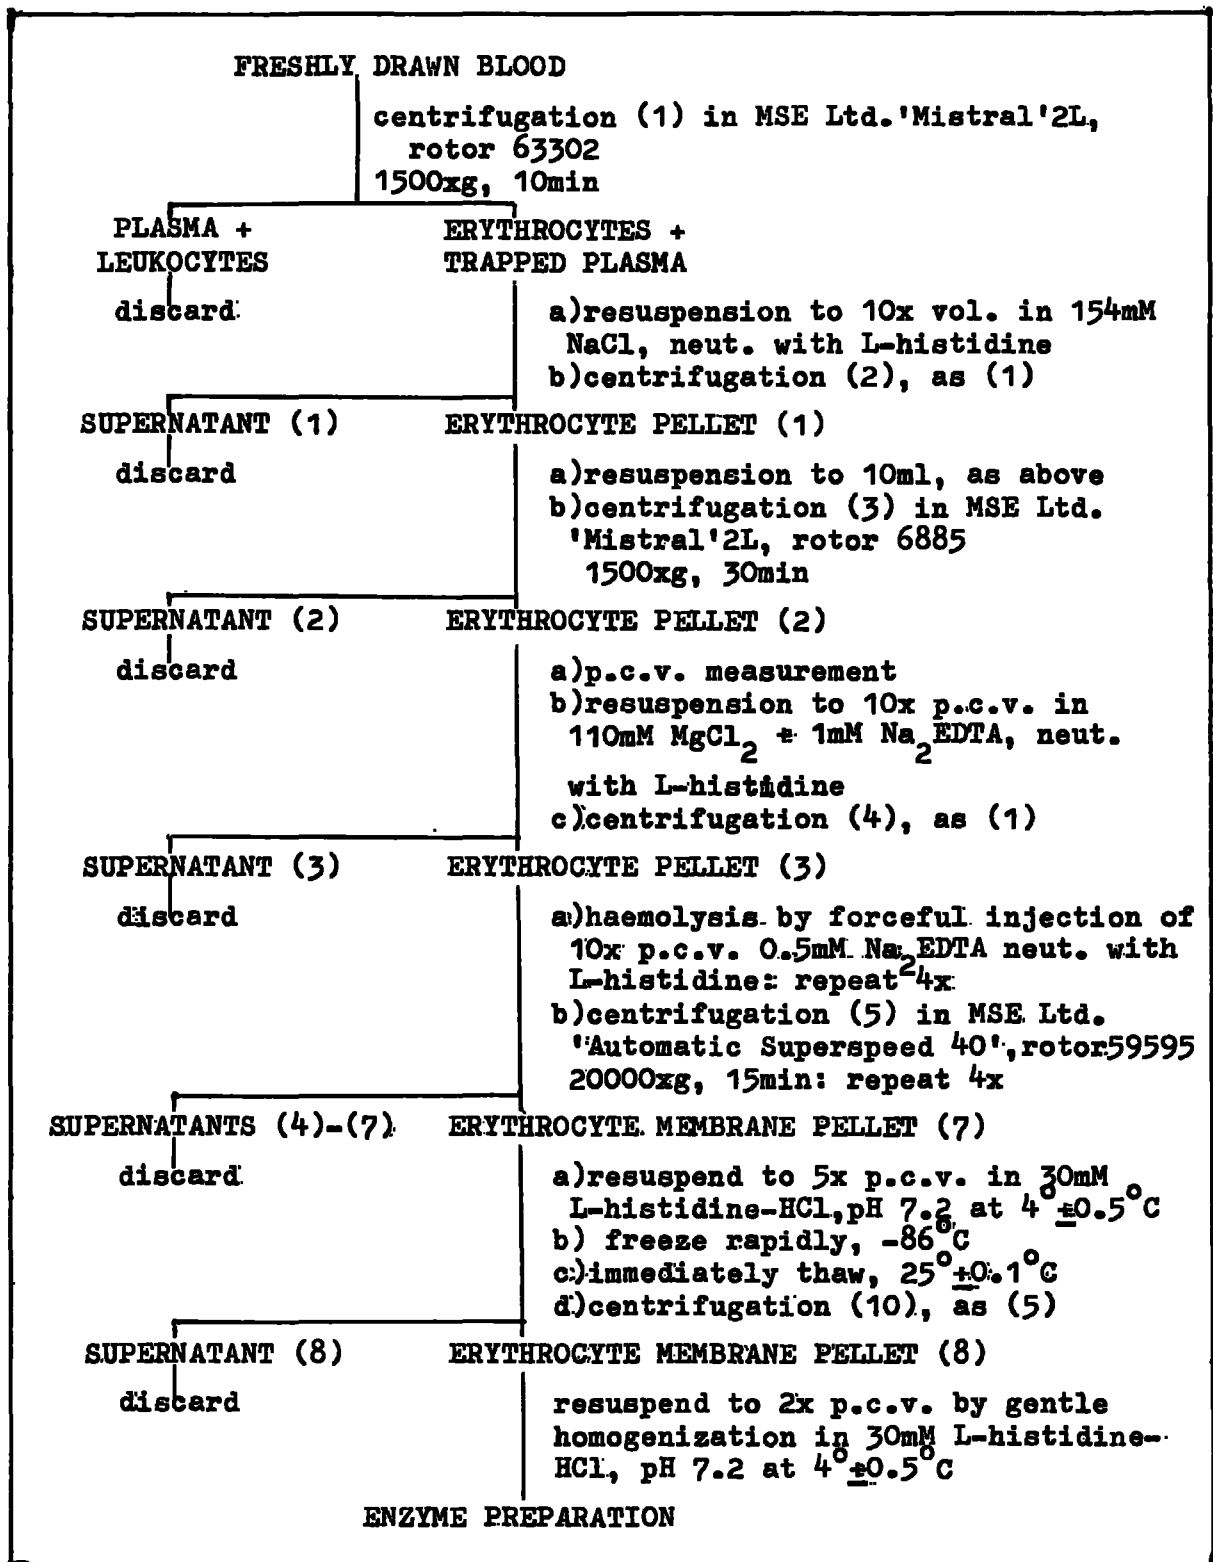 FRESHLY DRAWN BLOOD
centrifugation (1) in MSE Ltd.'Mistral'2L,
rotor 63302
1500xg, 10min
PLASMA +
LEUKOCYTES
ERYTHROCYTES +
TRAPPED PLASMA
discard
a)resuspension to 10x vol. in 154mM
NaCl, neut. with L-histidine
b)centrifugation (2), as (1)
SUPERNATANT (1)
ERYTHROCYTE PELLET (1)
discard
a)resuspension to 10ml, as above
b)centrifugation (3) in MSE Ltd.
'Mistral'2L, rotor 6885
1500xg, 30min
SUPERNATANT (2)
ERYTHROCYTE PELLET (2)
discard
a)p.c.v. measurement
b)resuspension to 10x p.c.v. in
110mM MgCl₂ + 1mM Na₂EDTA, neut.
with L-histidine
c)centrifugation (4), as (1)
SUPERNATANT (3)
ERYTHROCYTE PELLET (3)
discard
a)haemolysis by forceful injection of
10x p.c.v. 0.5mM Na₂EDTA neut. with
L-histidine: repeat 4x
b)centrifugation (5) in MSE Ltd.
'Automatic Superspeed 40',rotor59595
20000xg, 15min: repeat 4x
SUPERNATANTS (4)-(7)
ERYTHROCYTE MEMBRANE PELLET (7)
discard
a)resuspend to 5x p.c.v. in 30mM
L-histidine-HCl,pH 7.2 at 4°±0.5°C
b) freeze rapidly, -86°C
c)immediately thaw, 25°±0.1°C
d)centrifugation (10), as (5)
SUPERNATANT (8)
ERYTHROCYTE MEMBRANE PELLET (8)
discard
resuspend to 2x p.c.v. by gentle
homogenization in 30mM L-histidine-
HCl, pH 7.2 at 4°±0.5°C
ENZYME PREPARATION